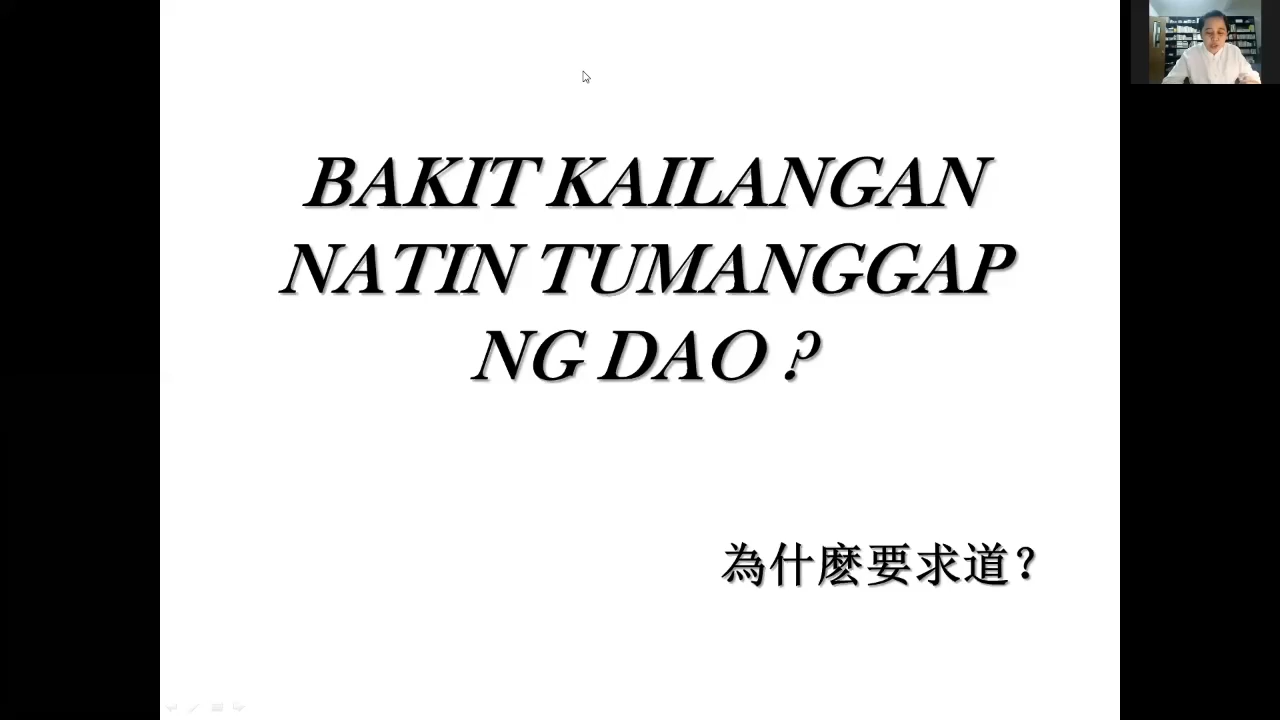 BAKIT KAILANGAN
NATIN TUMANGGAP
NG DAO ?
為什麼要求道？